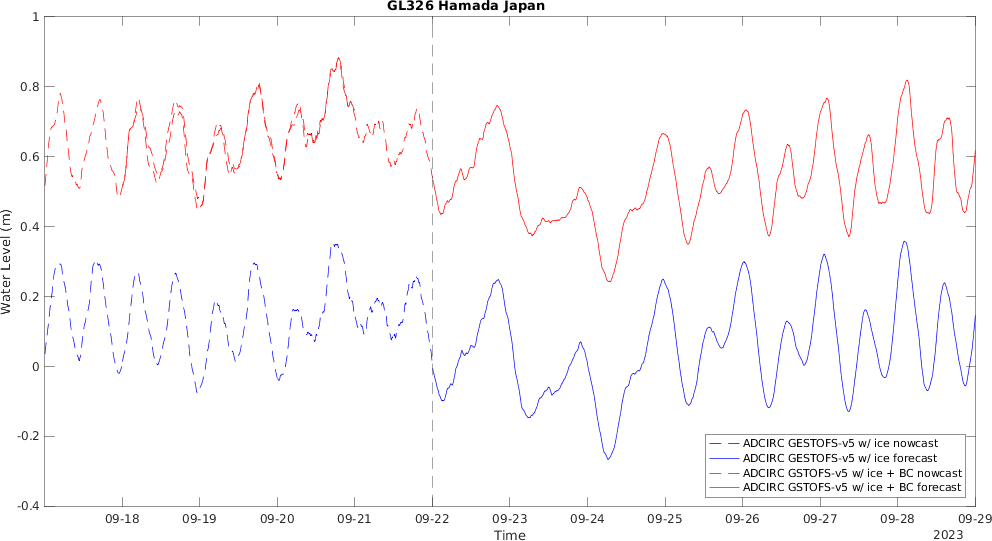 GL326 Hamada Japan
1
0.8
0.6
0.4
0.2
0
-0.2
-0.4
Water Level (m)
ADCIRC GESTOFS-v5 w/ ice nowcast
ADCIRC GESTOFS-v5 w/ ice forecast
ADCIRC GSTOFS-v5 w/ ice + BC nowcast
ADCIRC GSTOFS-v5 w/ ice + BC forecast
09-18 09-19 09-20 09-21 09-22 09-23 09-24 09-25 09-26 09-27 09-28 09-29
Time
2023